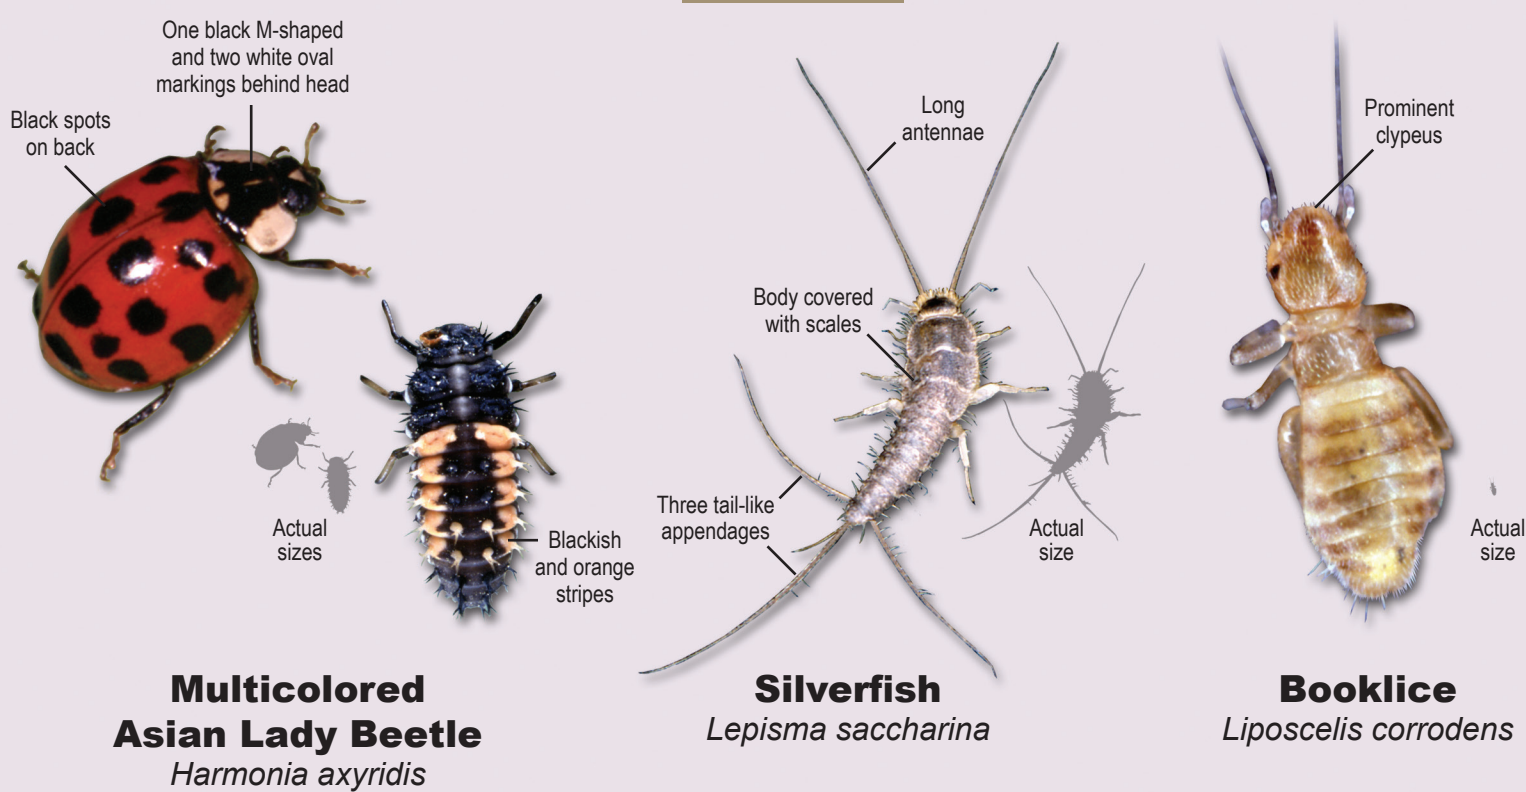 One black M-shaped
and two white oval
markings behind head
Black spots
on back
Actual
sizes
Blackish
and orange
stripes
Multicolored
Asian Lady Beetle
Harmonia axyridis
Long
antennae
Body covered
with scales
Three tail-like
appendages
Actual
size
Silverfish
Lepisma saccharina
Prominent
clypeus
Actual
size
Booklice
Liposcelis corrodens